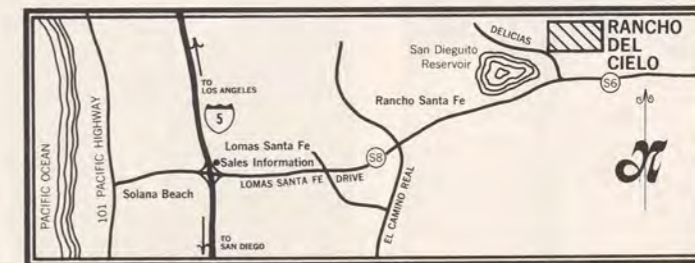 PACIFIC OCEAN
101 PACIFIC HIGHWAY
TO
LOS ANGELES
5
Lomas Santa Fe
Sales Information
Solana Beach
LOMAS SANTA FE DRIVE
TO
SAN DIEGO
S8
EL CAMINO REAL
Rancho Santa Fe
San Dieguito
Reservoir
DELICIAS
RANCHO
DEL
CIELO
S6
N